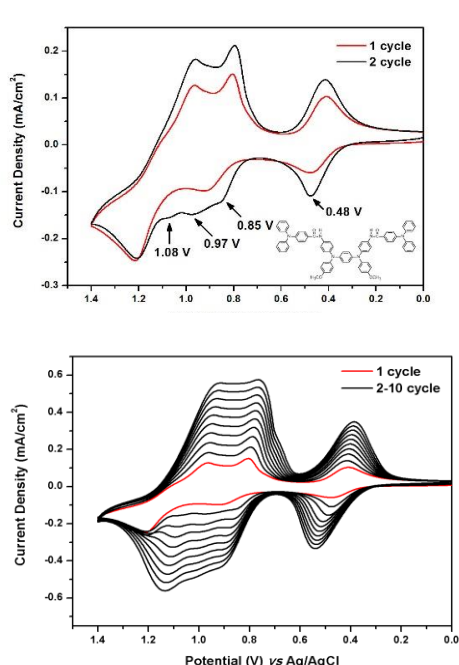 1 cycle
2 cycle
Current Density (mA/cm²)
0.2
0.1
0.0
-0.1
-0.2
-0.3
0.48 V
0.85 V
0.97 V
1.08 V
1.4 1.2 1.0 0.8 0.6 0.4 0.2 0.0
1 cycle
2-10 cycle
Current Density (mA/cm²)
0.8
0.6
0.4
0.2
0.0
-0.2
-0.4
-0.6
-0.8
1.4 1.2 1.0 0.8 0.6 0.4 0.2 0.0
Potential (V) vs Ag/AgCl